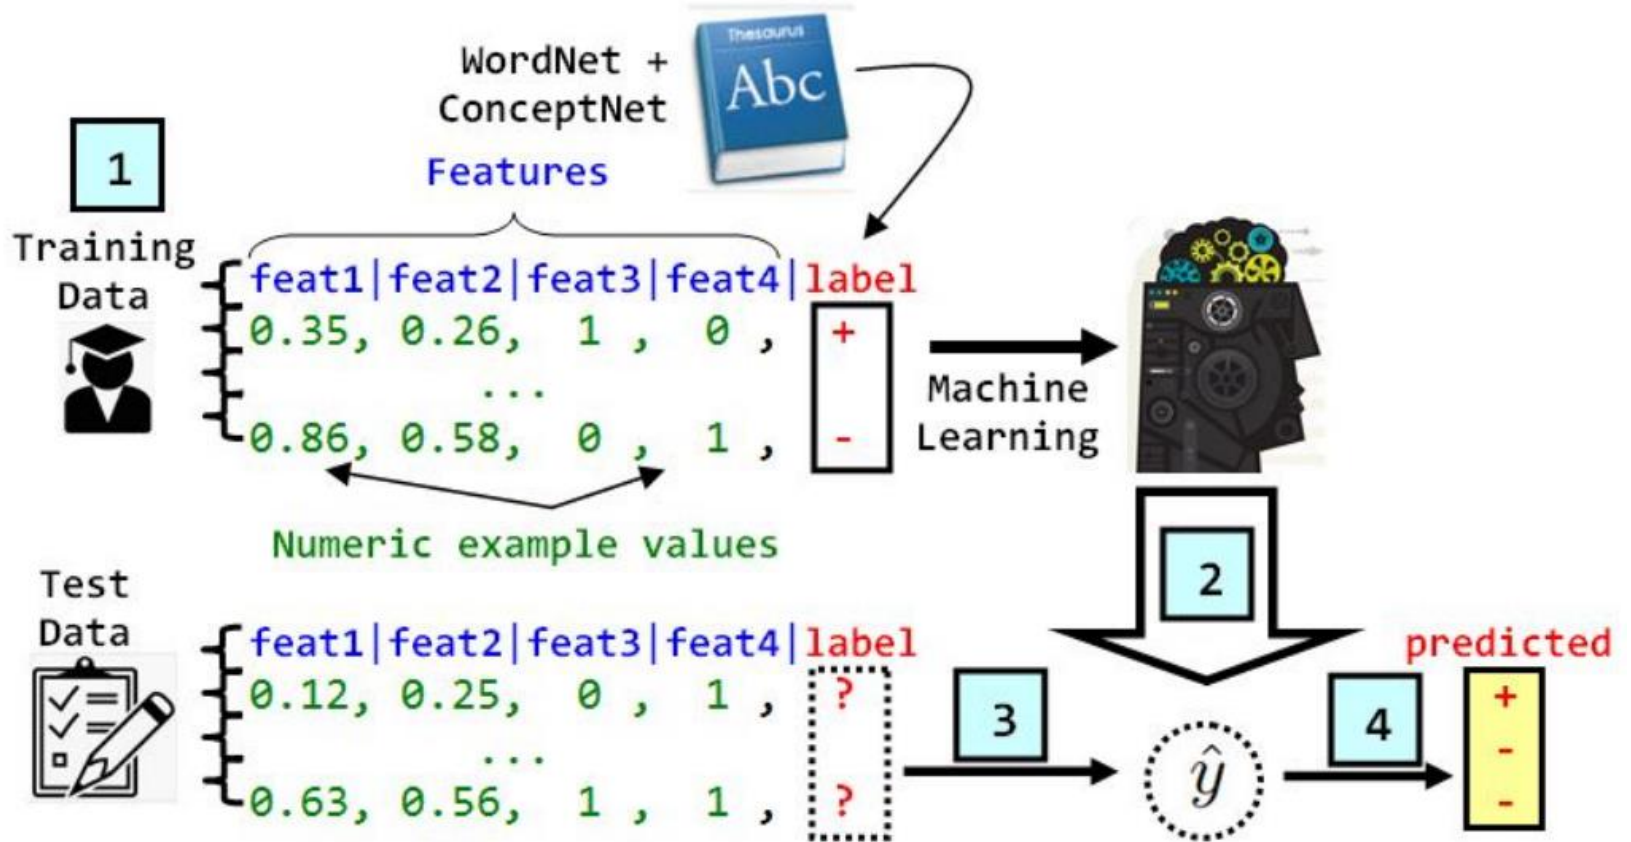 WordNet +
ConceptNet
Thesaurus
Abc
1
Features
Training
Data
feat1|feat2|feat3|feat4|label
0.35, 0.26, 1 , 0 , +
...
0.86, 0.58, 0 , 1 , -
Machine
Learning
Numeric example values
2
Test
Data
feat1|feat2|feat3|feat4|label
0.12, 0.25, 0 , 1 , ?
...
0.63, 0.56, 1 , 1 , ?
3
ŷ
4
predicted
+
-
-